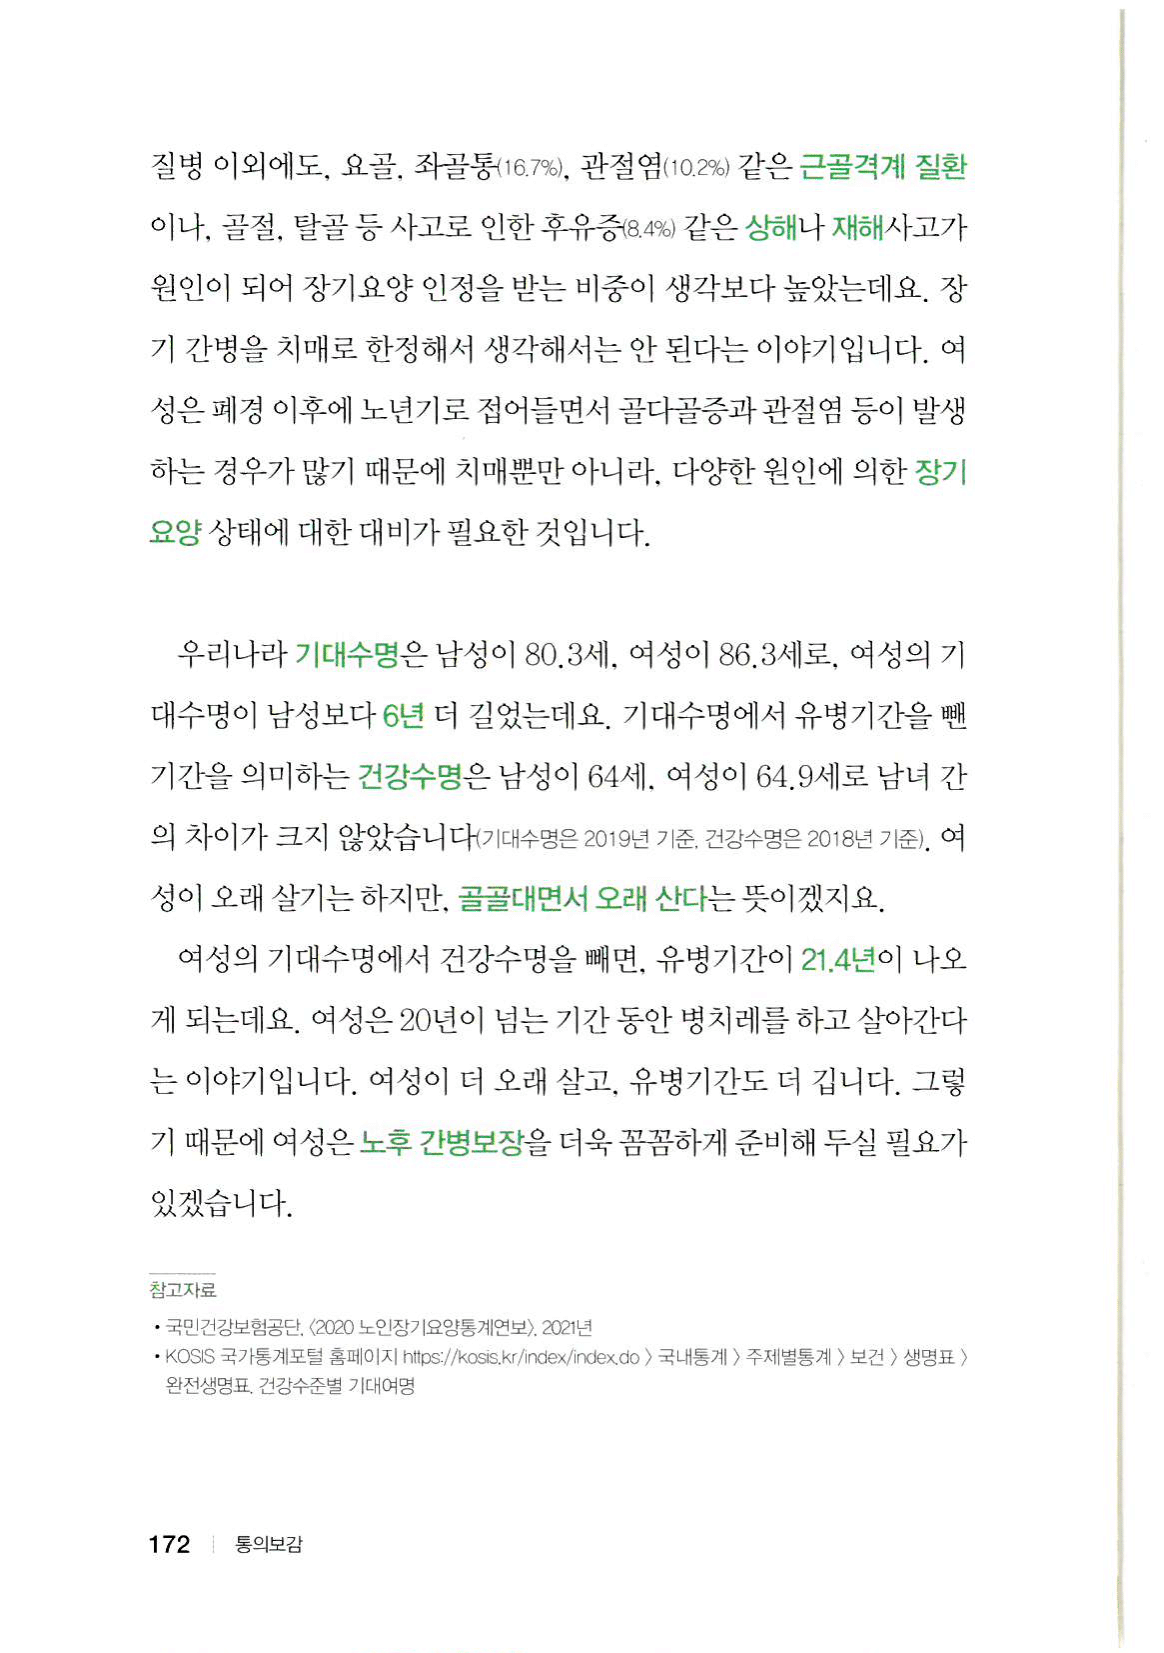 질병 이외에도, 요골, 좌골통(16.7%), 관절염(10.2%) 같은 근골격계 질환
이나, 골절, 탈골 등 사고로 인한 후유증(8.4%) 같은 상해나 재해사고가
원인이 되어 장기요양 인정을 받는 비중이 생각보다 높았는데요. 장
기 간병을 치매로 한정해서 생각해서는 안 된다는 이야기입니다. 여
성은 폐경 이후에 노년기로 접어들면서 골다골증과 관절염 등이 발생
하는 경우가 많기 때문에 치매뿐만 아니라, 다양한 원인에 의한 장기
요양 상태에 대한 대비가 필요한 것입니다.
우리나라 기대수명은 남성이 80.3세, 여성이 86.3세로, 여성의 기
대수명이 남성보다 6년 더 길었는데요. 기대수명에서 유병기간을 뺀
기간을 의미하는 건강수명은 남성이 64세, 여성이 64.9세로 남녀 간
의 차이가 크지 않았습니다(기대수명은 2019년 기준, 건강수명은 2018년 기준). 여
성이 오래 살기는 하지만, 골골대면서 오래 산다는 뜻이겠지요.
여성의 기대수명에서 건강수명을 빼면, 유병기간이 21.4년이 나오
게 되는데요. 여성은 20년이 넘는 기간 동안 병치레를 하고 살아간다
는 이야기입니다. 여성이 더 오래 살고, 유병기간도 더 깁니다. 그렇
기 때문에 여성은 노후 간병보장을 더욱 꼼꼼하게 준비해 두실 필요가
있겠습니다.
참고자료
• 국민건강보험공단, 〈2020 노인장기요양통계연보〉, 2021년
• KOSIS 국가통계포털 홈페이지 https://kosis.kr/index/index.do 〉 국내통계 〉 주제별통계 〉 보건 〉 생명표 〉
완전생명표, 건강수준별 기대여명
172 통의보감